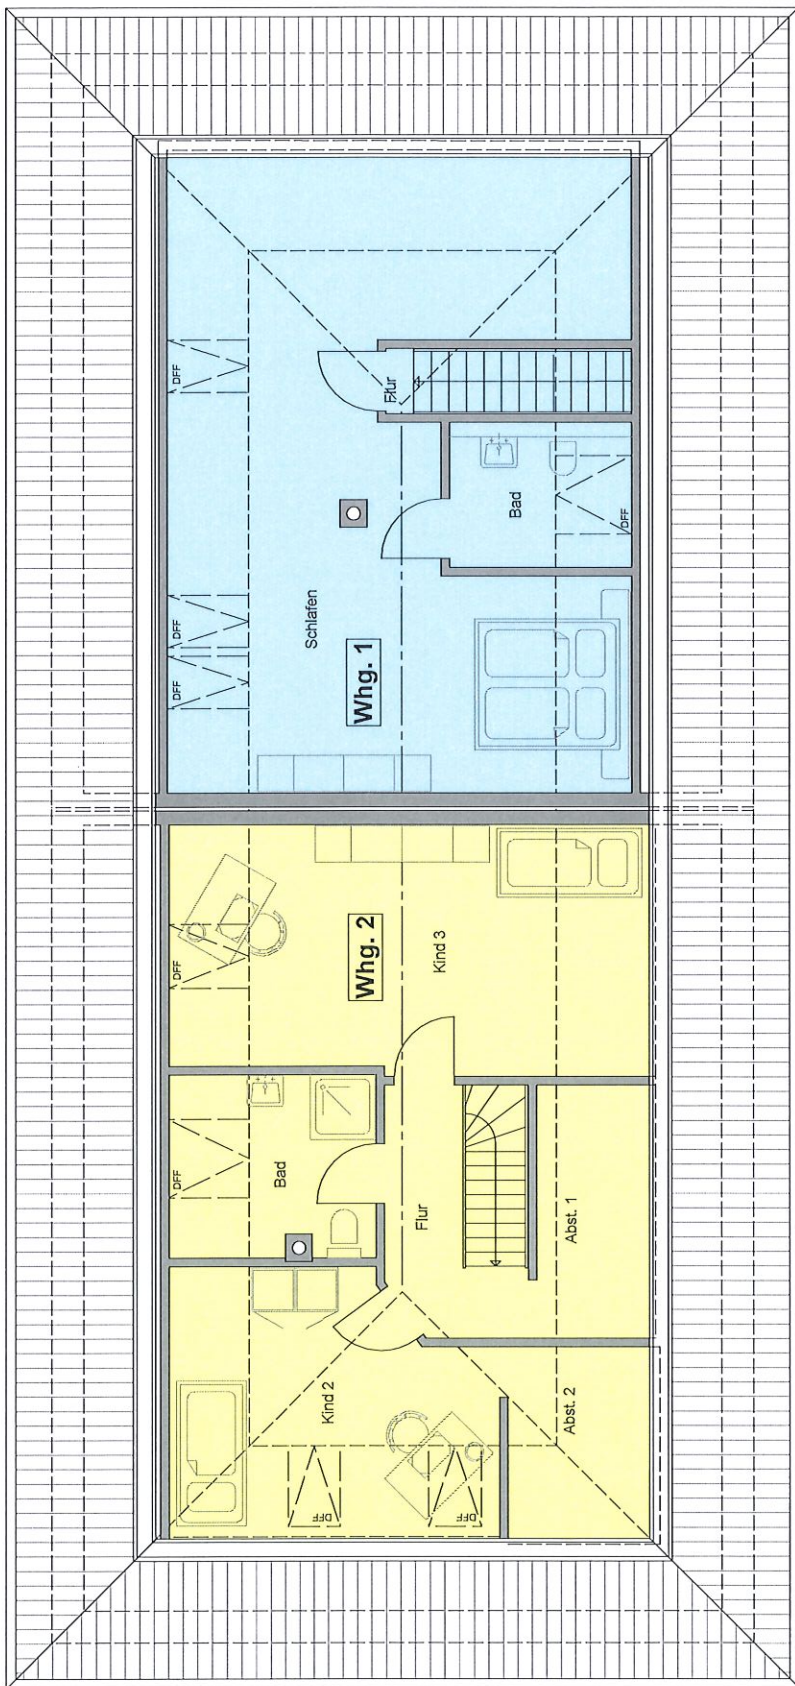 DFF
Flur
Bad
DFF
Schlafen
DFF
DFF
Whg. 1
DFF
Whg. 2
Kind 3
DFF
Bad
Flur
Abst. 1
Kind 2
Abst. 2
DFF
DFF